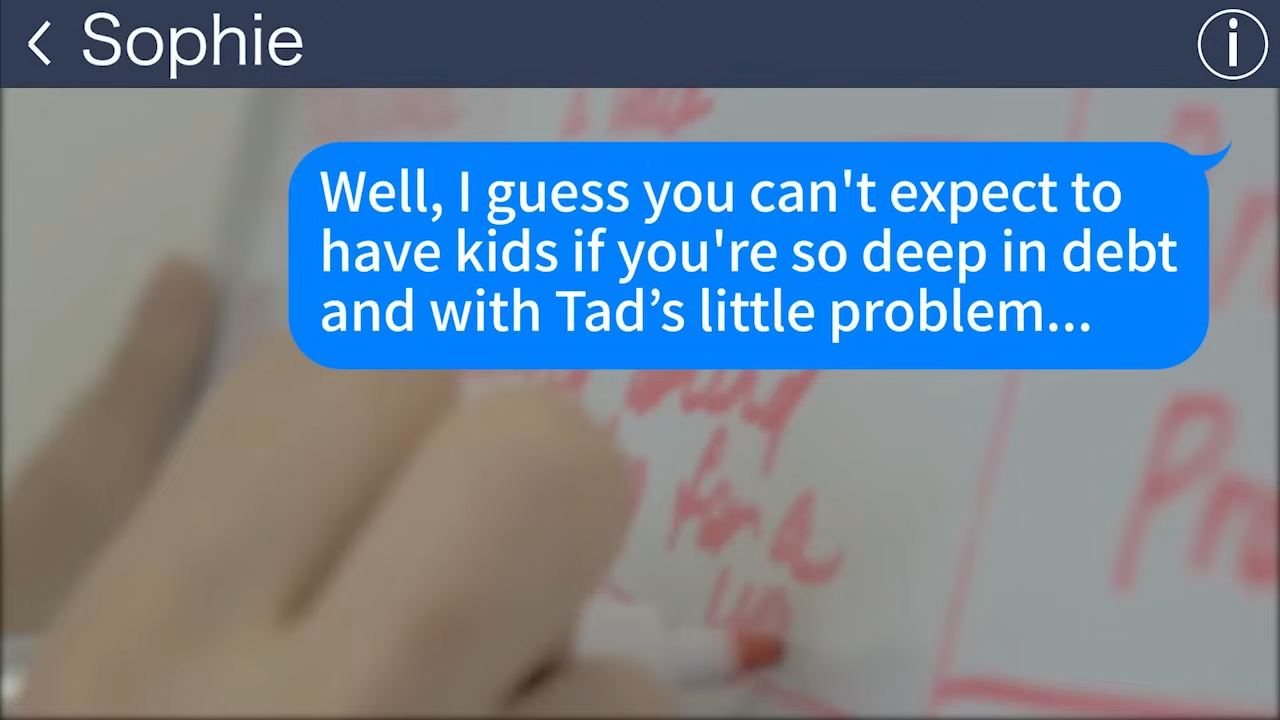 Sophie
Well, I guess you can't expect to
have kids if you're so deep in debt
and with Tad’s little problem...
for a